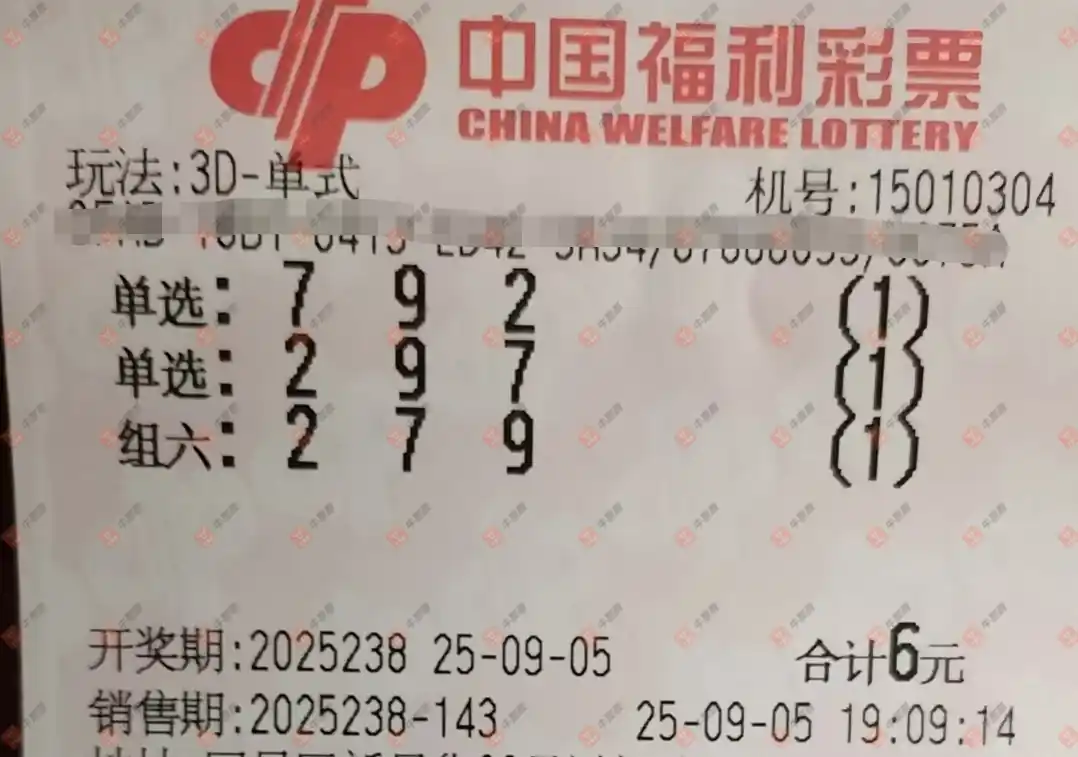 中国福利彩票
CHINA WELFARE LOTTERY
玩法:3D-单式
机号:15010304
单选: 7 9 2 (1)
单选: 2 9 7 (1)
组六: 2 7 9 (1)
开奖期:2025238 25-09-05 合计6元
销售期:2025238-143 25-09-05 19:09:14